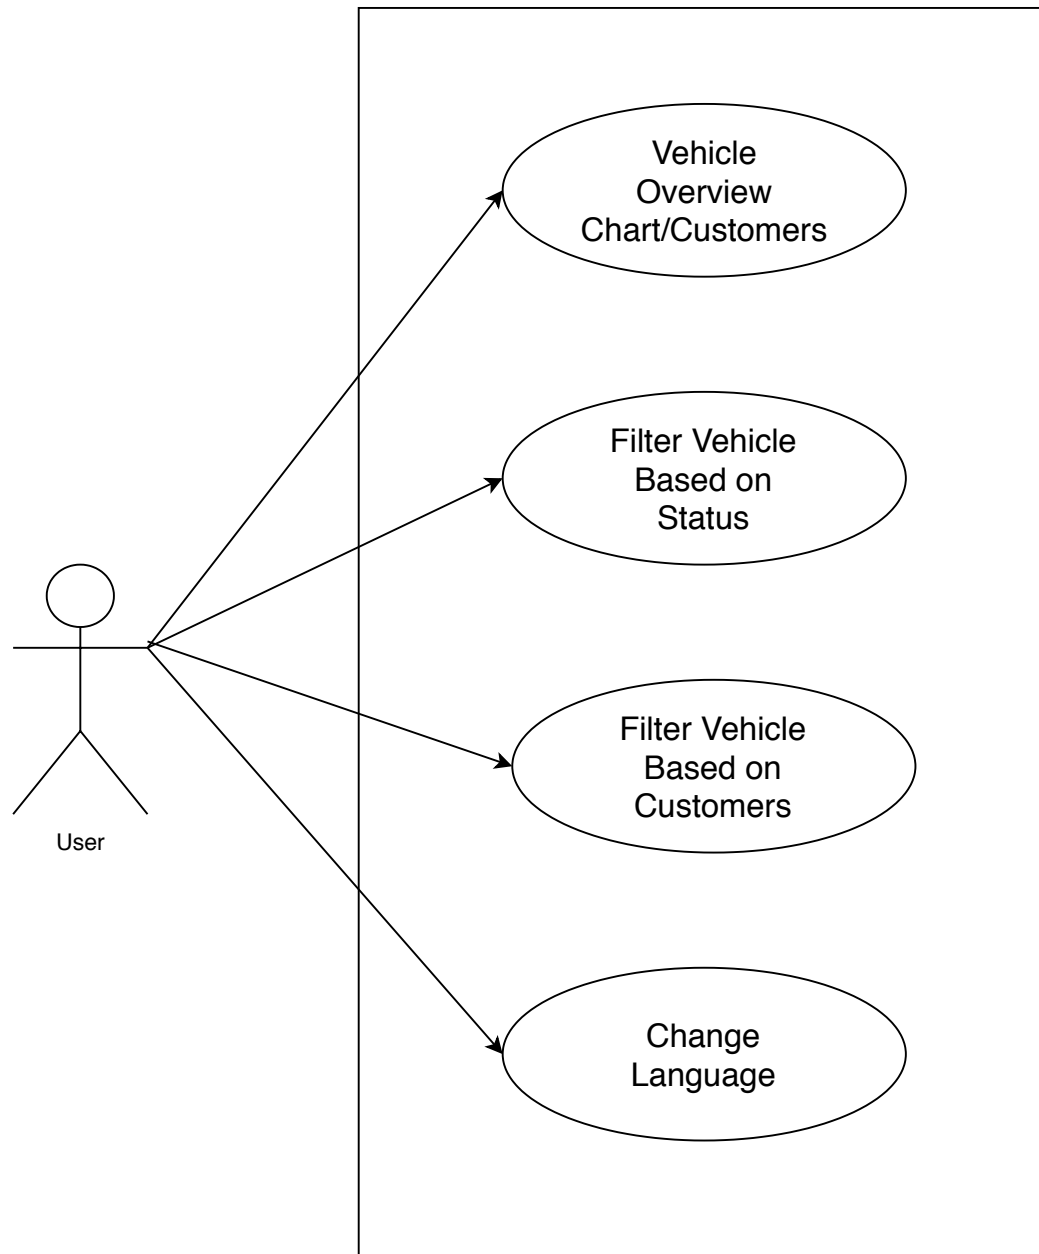 Vehicle
Overview
Chart/Customers
Filter Vehicle
Based on
Status
Filter Vehicle
Based on
Customers
User
Change
Language